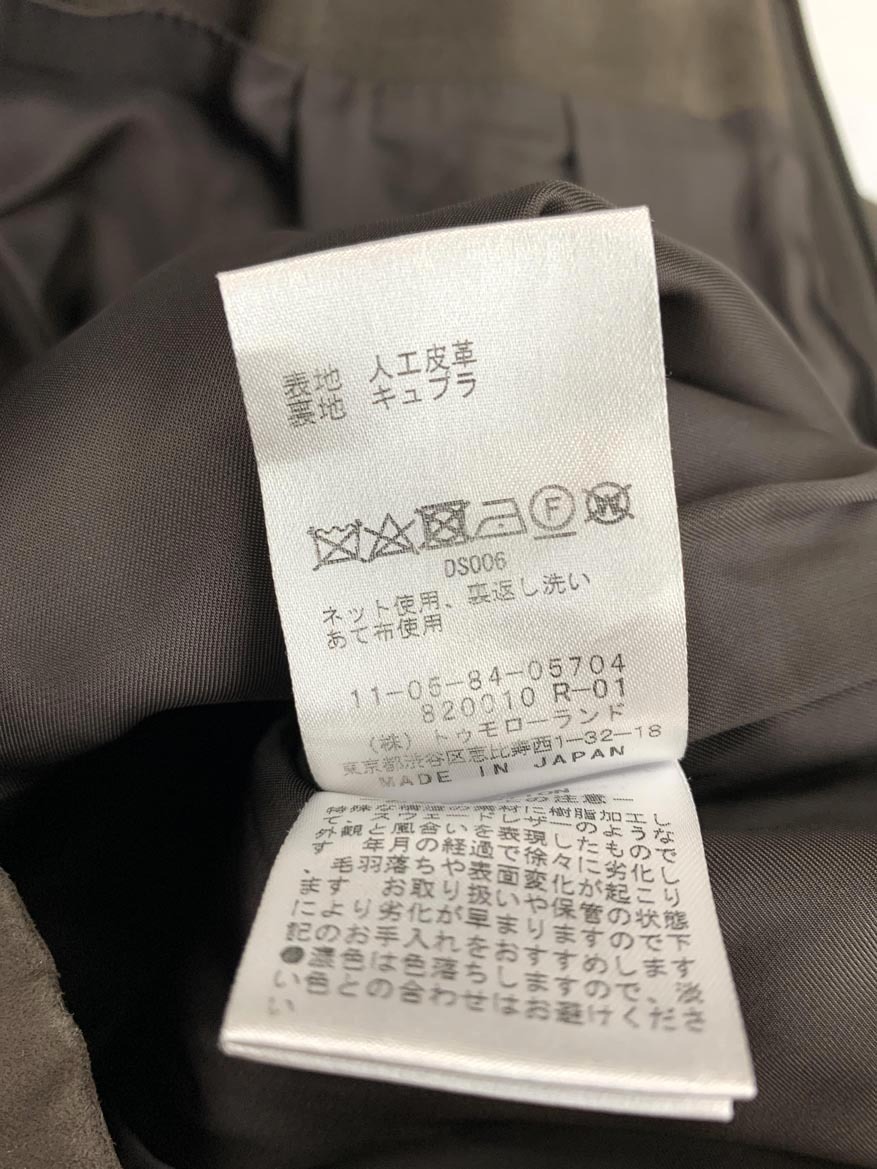 表地 人工皮革
裏地 キュプラ
F W
DS006
ネット使用、裏返し洗い
あて布使用
11-05-84-05704
820010 R-01
(株)トゥモローランド
東京都渋谷区恵比寿西1-32-18
MADE IN JAPAN
の注意ー
特殊な構造の素材に樹脂加工し
て、スウェードレザーのような
外観と風合いを表現したもので
す 年月の経過で徐々に劣化し
、毛羽落ちや表面変化が起こり
ます お取り扱いや保管の状態
により劣化が早まりますので下
記のお手入れをおすすめします
●濃色は色落ちしますので、淡
い色との合わせはお避けくださ
い